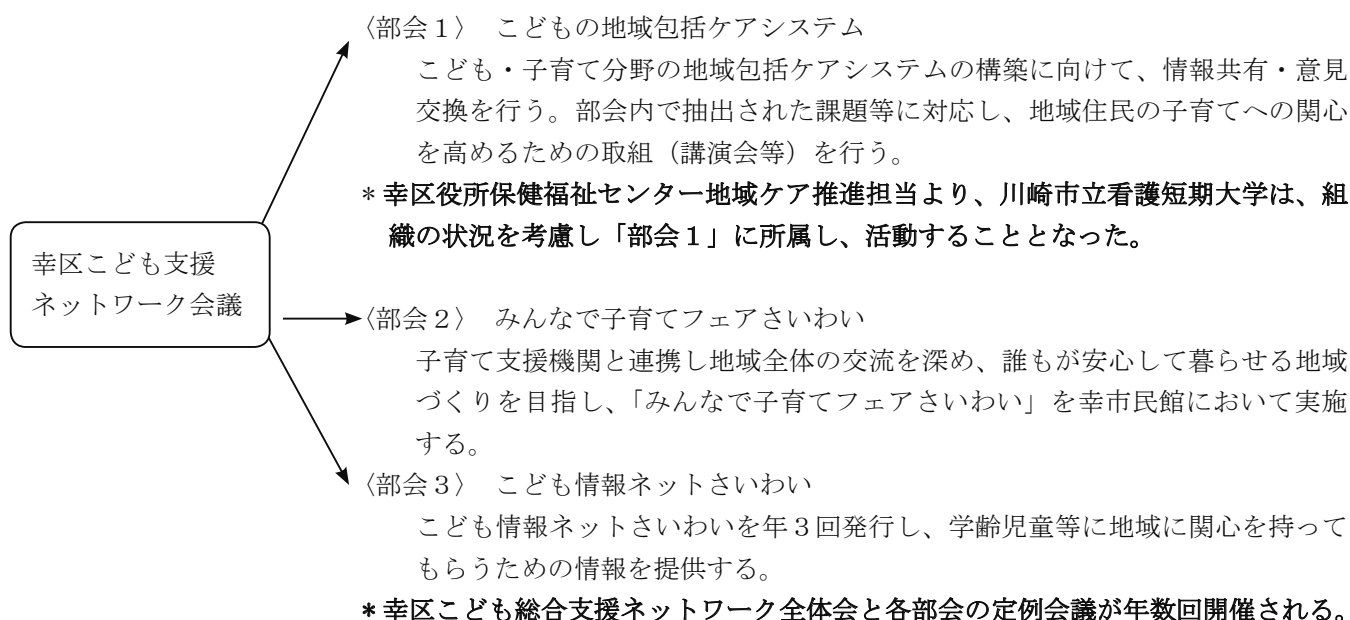 〈部会1〉 こどもの地域包括ケアシステム
こども・子育て分野の地域包括ケアシステムの構築に向けて、情報共有・意見
交換を行う。部会内で抽出された課題等に対応し、地域住民の子育てへの関心
を高めるための取組（講演会等）を行う。
＊幸区役所保健福祉センター地域ケア推進担当より、川崎市立看護短期大学は、組
織の状況を考慮し「部会1」に所属し、活動することとなった。
幸区こども支援
ネットワーク会議
〈部会2〉 みんなで子育てフェアさいわい
子育て支援機関と連携し地域全体の交流を深め、誰もが安心して暮らせる地域
づくりを目指し、「みんなで子育てフェアさいわい」を幸市民館において実施
する。
〈部会3〉 こども情報ネットさいわい
こども情報ネットさいわいを年3回発行し、学齢児童等に地域に関心を持って
もらうための情報を提供する。
＊幸区こども総合支援ネットワーク全体会と各部会の定例会議が年数回開催される。